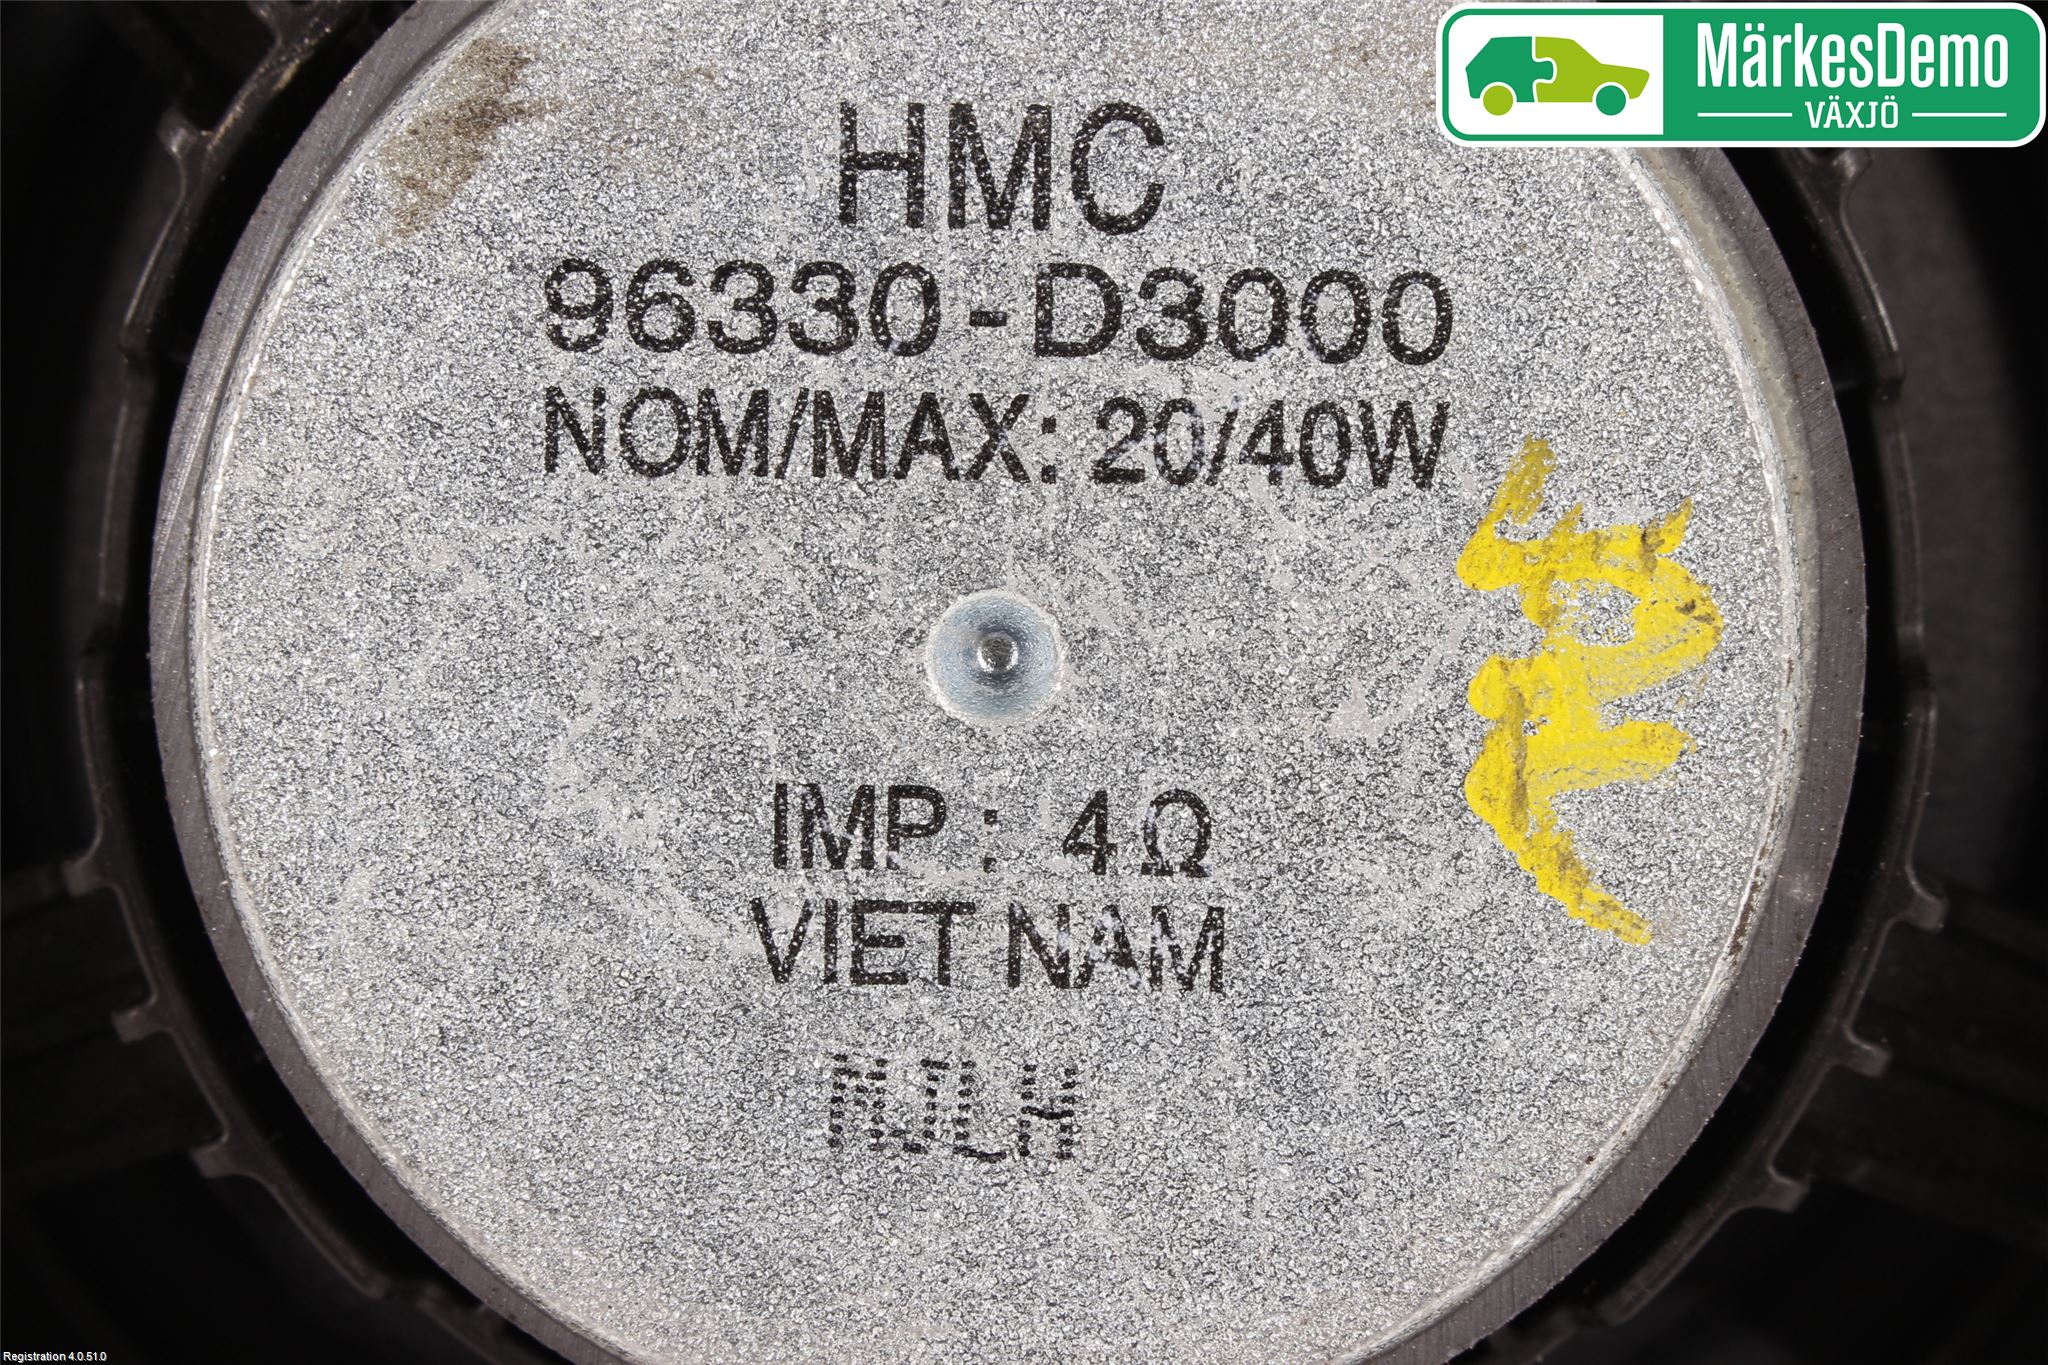 MärkesDemo
VÄXJÖ
HMC
96330-D3000
NOM/MAX: 20/40W
IMP : 4Ω
VIET NAM
Registration 4.0.51.0